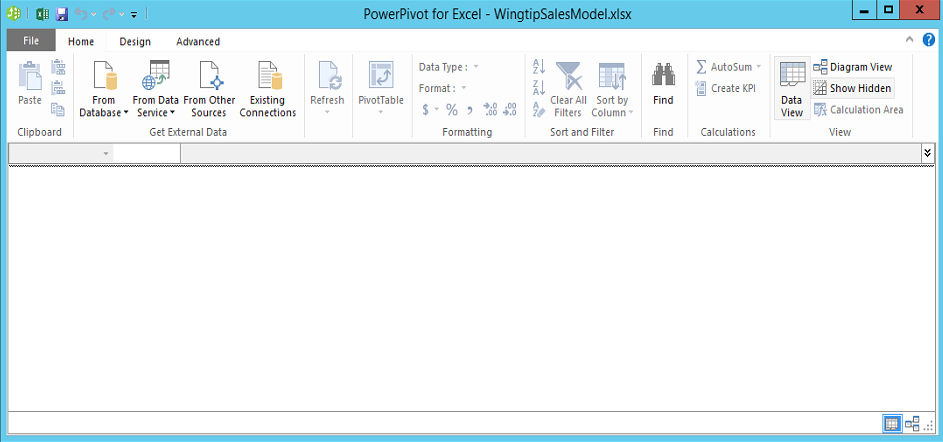 PowerPivot for Excel - WingtipSalesModel.xlsx
File Home Design Advanced
Paste
Clipboard
From Database
From Data Service
From Other Sources
Existing Connections
Get External Data
Refresh
PivotTable
Data Type :
Format :
$ % , .00 .00
Formatting
Clear All Filters
Sort by Column
Sort and Filter
Find
Find
AutoSum
Create KPI
Calculations
Data View
Diagram View
Show Hidden
Calculation Area
View